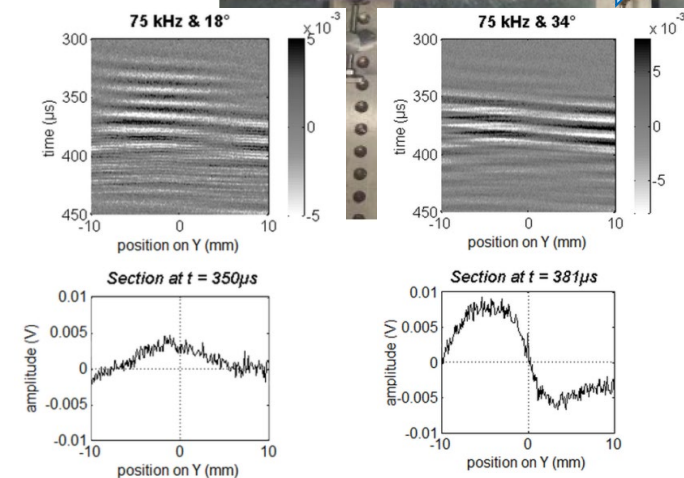 75 kHz & 18°
x 10^-3
300
350
400
450
time (µs)
-10
0
10
position on Y (mm)
5
0
-5
75 kHz & 34°
x 10^-3
300
350
400
450
time (µs)
-10
0
10
position on Y (mm)
5
0
-5
Section at t = 350µs
0.01
0.005
0
-0.005
-0.01
amplitude (V)
-10
0
10
position on Y (mm)
Section at t = 381µs
0.01
0.005
0
-0.005
-0.01
amplitude (V)
-10
0
10
position on Y (mm)